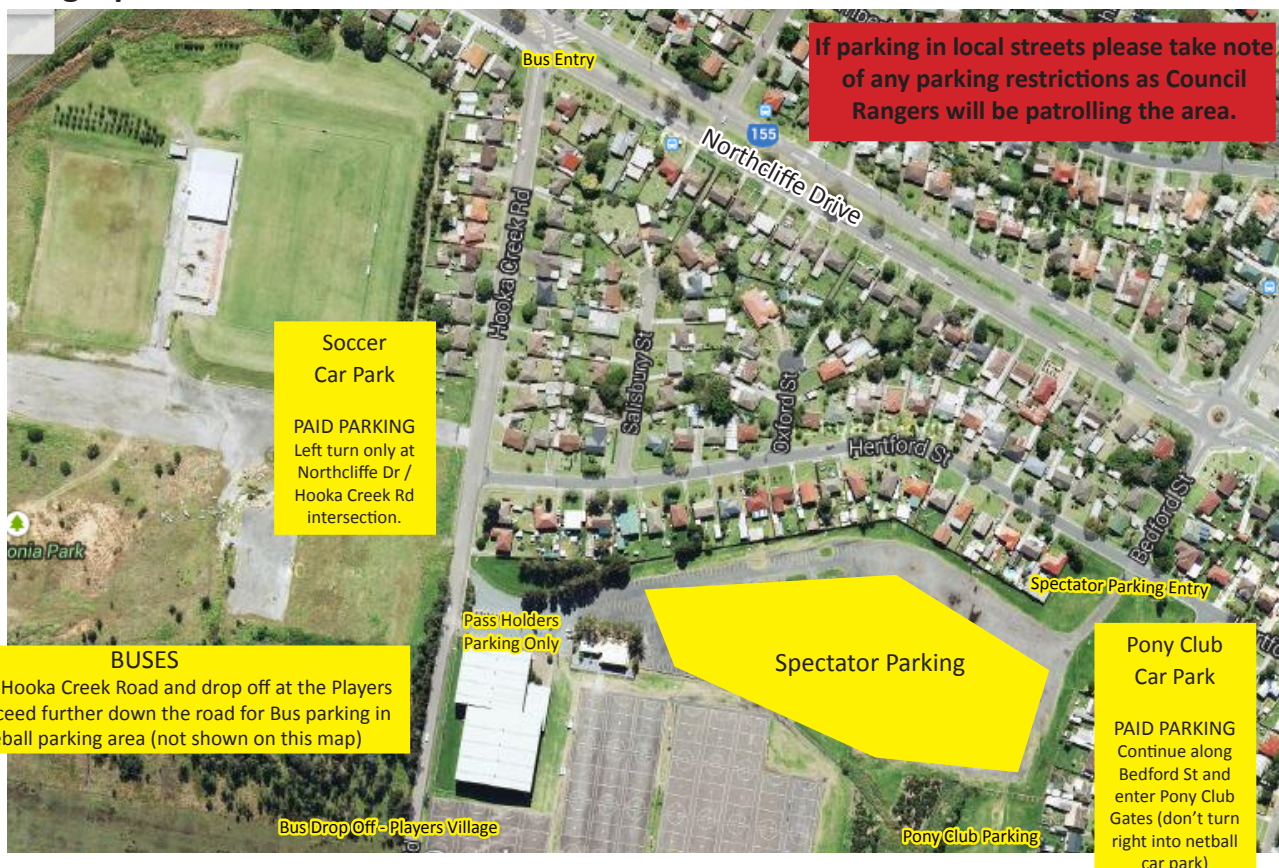 Bus Entry
If parking in local streets please take note
of any parking restrictions as Council
Rangers will be patrolling the area.
155
Northcliffe Drive
Hooka Creek Rd
Salisbury St
Oxford St
Hertford St
Bedford St
Soccer
Car Park
PAID PARKING
Left turn only at
Northcliffe Dr /
Hooka Creek Rd
intersection.
onia Park
Spectator Parking Entry
Pass Holders
Parking Only
Spectator Parking
BUSES
Hooka Creek Road and drop off at the Players
ceed further down the road for Bus parking in
eball parking area (not shown on this map)
Pony Club
Car Park
PAID PARKING
Continue along
Bedford St and
enter Pony Club
Gates (don't turn
right into netball
car park)
Bus Drop Off - Players Village
Pony Club Parking